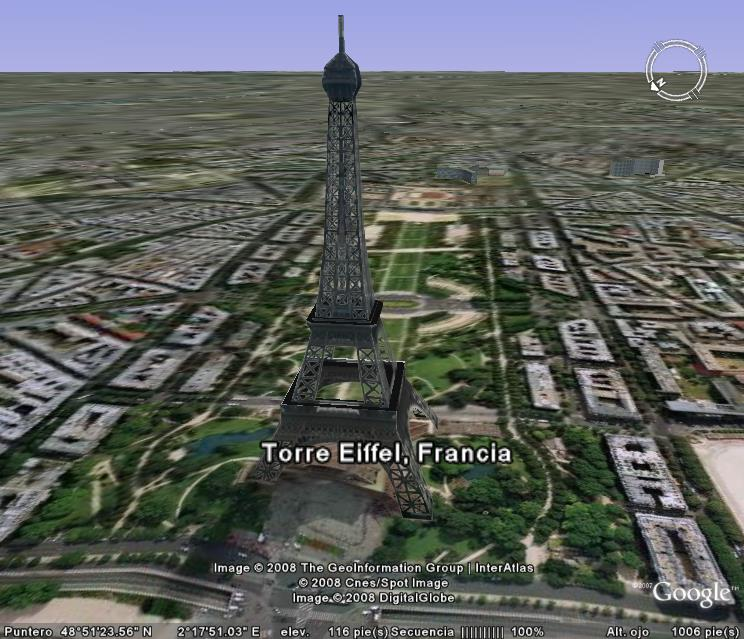 N
Torre Eiffel, Francia
Image © 2008 The GeoInformation Group | InterAtlas
© 2008 Cnes/Spot Image
Image © 2008 DigitalGlobe
©2007 Google™
Puntero 48°51'23.56" N 2°17'51.03" E elev. 116 pie(s) Secuencia |||||||||| 100% Alt. ojo 1006 pie(s)